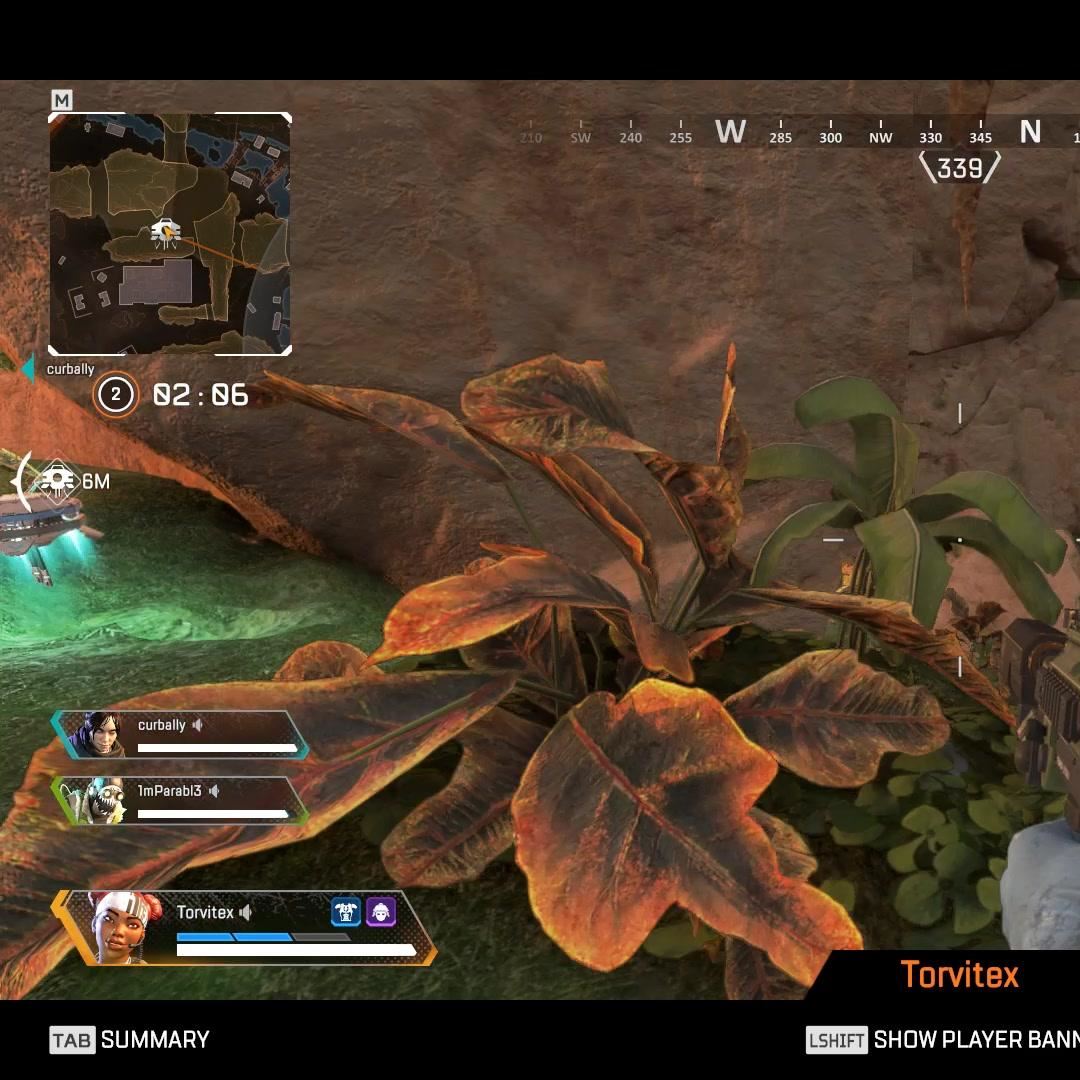 M
210 SW 240 255 W 285 300 NW 330 345 N
339
curbally
2 02:06
6M
curbally
1mParabl3
Torvitex
Torvitex
TAB SUMMARY
LSHIFT SHOW PLAYER BANN